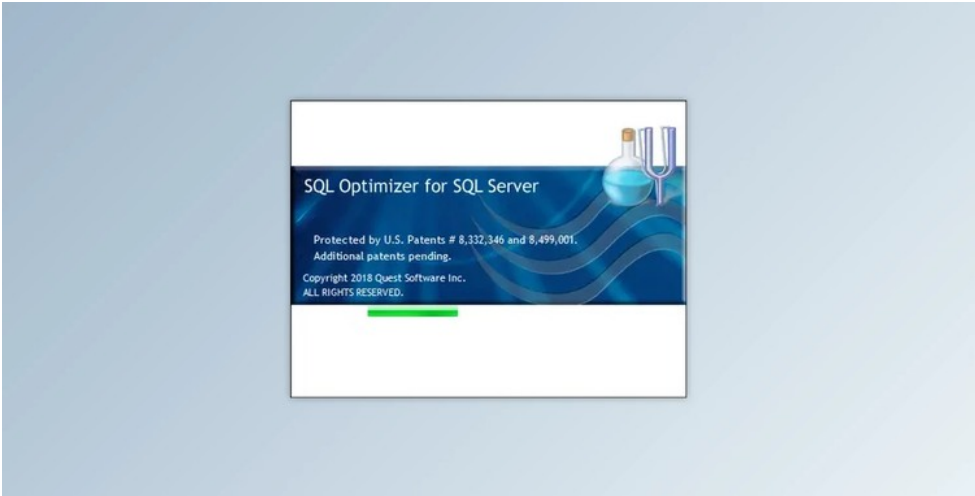 SQL Optimizer for SQL Server
Protected by U.S. Patents # 8,332,346 and 8,499,001.
Additional patents pending.
Copyright 2018 Quest Software Inc.
ALL RIGHTS RESERVED.